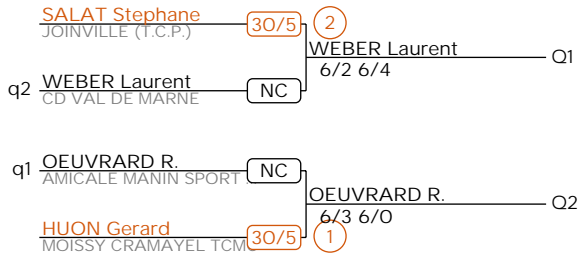 SALAT Stephane 30/5 2
JOINVILLE (T.C.P.)
WEBER Laurent Q1
6/2 6/4
q2 WEBER Laurent NC
CD VAL DE MARNE
q1 OEUVRARD R. NC
AMICALE MANIN SPORT
OEUVRARD R. Q2
6/3 6/0
HUON Gerard 30/5 1
MOISSY CRAMAYEL TCM